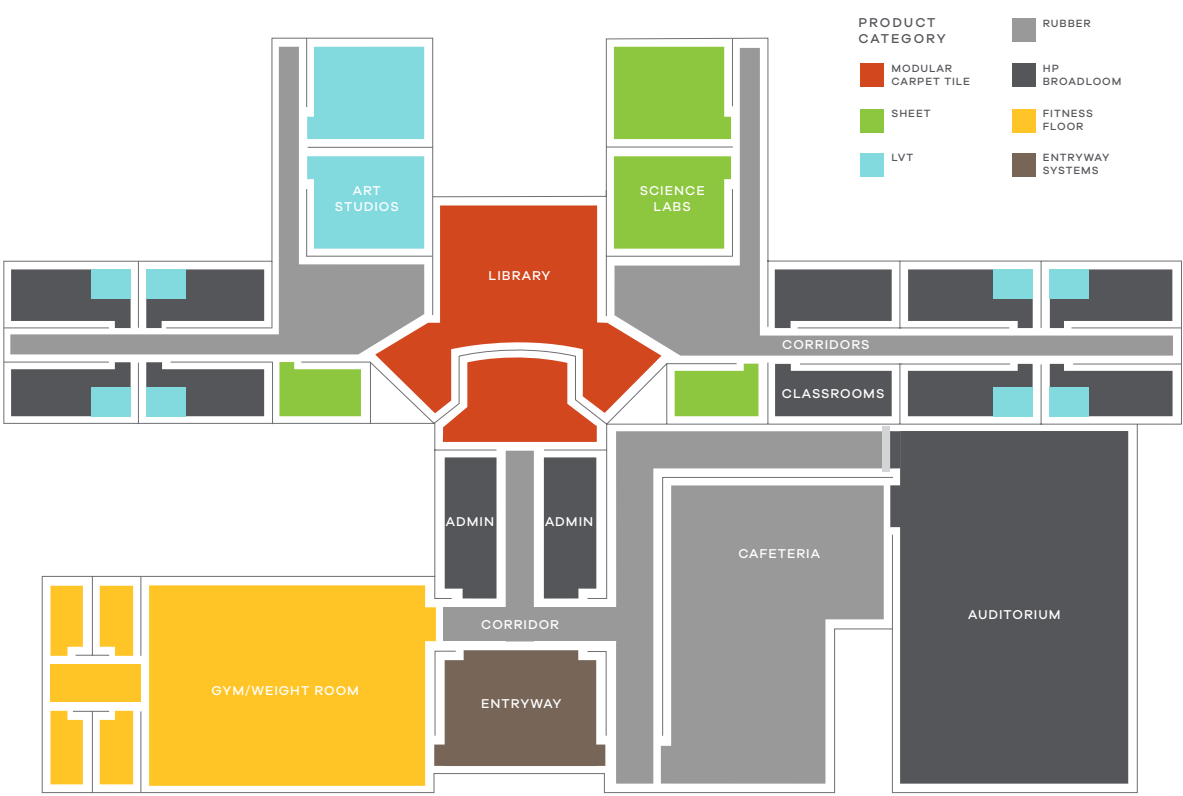 PRODUCT
CATEGORY
RUBBER
MODULAR
CARPET TILE
HP
BROADLOOM
SHEET
FITNESS
FLOOR
LVT
ENTRYWAY
SYSTEMS
ART
STUDIOS
SCIENCE
LABS
LIBRARY
CORRIDORS
CLASSROOMS
ADMIN
ADMIN
CAFETERIA
AUDITORIUM
CORRIDOR
GYM/WEIGHT ROOM
ENTRYWAY